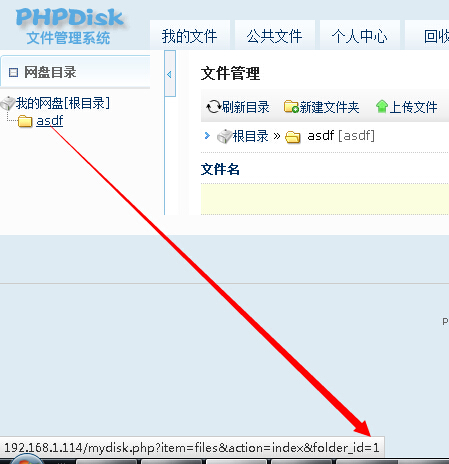 PHPDisk
文件管理系统
我的文件 公共文件 个人中心 回收
网盘目录
我的网盘[根目录]
asdf
文件管理
刷新目录 新建文件夹 上传文件
根目录 » asdf [asdf]
文件名
P
192.168.1.114/mydisk.php?item=files&action=index&folder_id=1